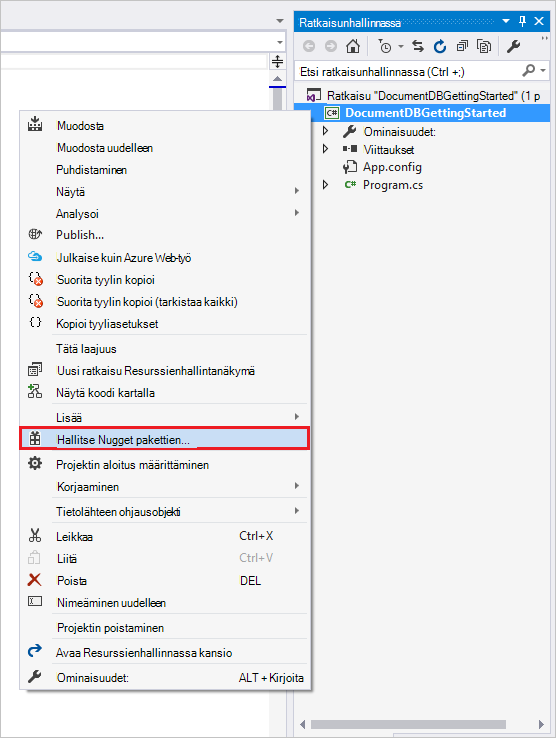 Ratkaisunhallinnassa
Etsi ratkaisunhallinnassa (Ctrl +;)
Ratkaisu "DocumentDBGettingStarted" (1 p
C# DocumentDBGettingStarted
Ominaisuudet:
Viittaukset
App.config
C# Program.cs
Muodosta
Muodosta uudelleen
Puhdistaminen
Näytä
Analysoi
Publish...
Julkaise kuin Azure Web-työ
Suorita tyylin kopioi
Suorita tyylin kopioi (tarkistaa kaikki)
Kopioi tyyliasetukset
Tätä laajuus
Uusi ratkaisu Resurssienhallintanäkymä
Näytä koodi kartalla
Lisää
Hallitse Nugget pakettien...
Projektin aloitus määrittäminen
Korjaaminen
Tietolähteen ohjausobjekti
Leikkaa Ctrl+X
Liitä Ctrl+V
Poista DEL
Nimeäminen uudelleen
Projektin poistaminen
Avaa Resurssienhallinnassa kansio
Ominaisuudet: ALT + Kirjoita